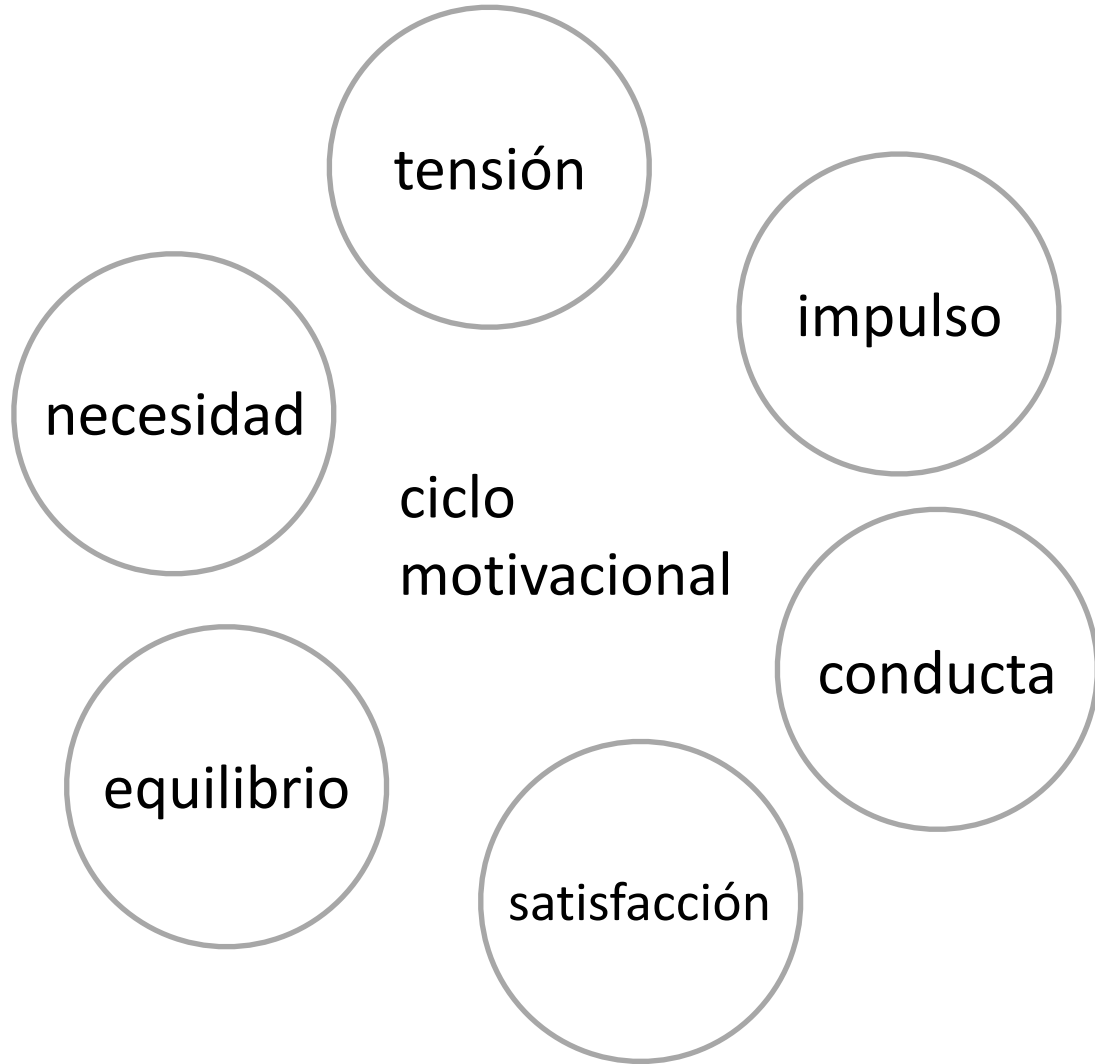 tensión
impulso
necesidad
ciclo
motivacional
conducta
equilibrio
satisfacción